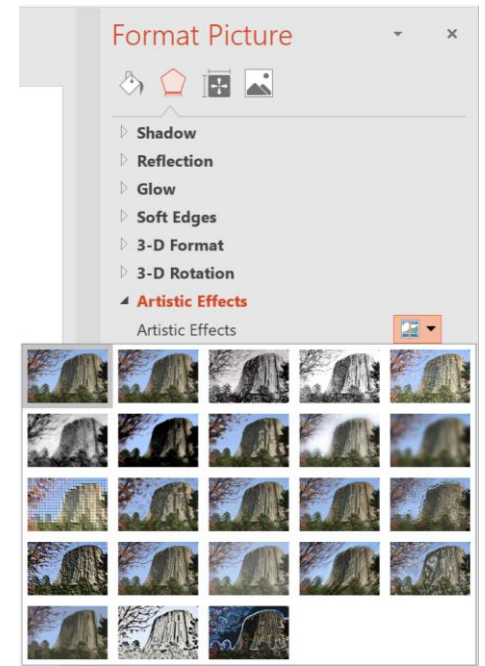 Format Picture
Shadow
Reflection
Glow
Soft Edges
3-D Format
3-D Rotation
Artistic Effects
Artistic Effects